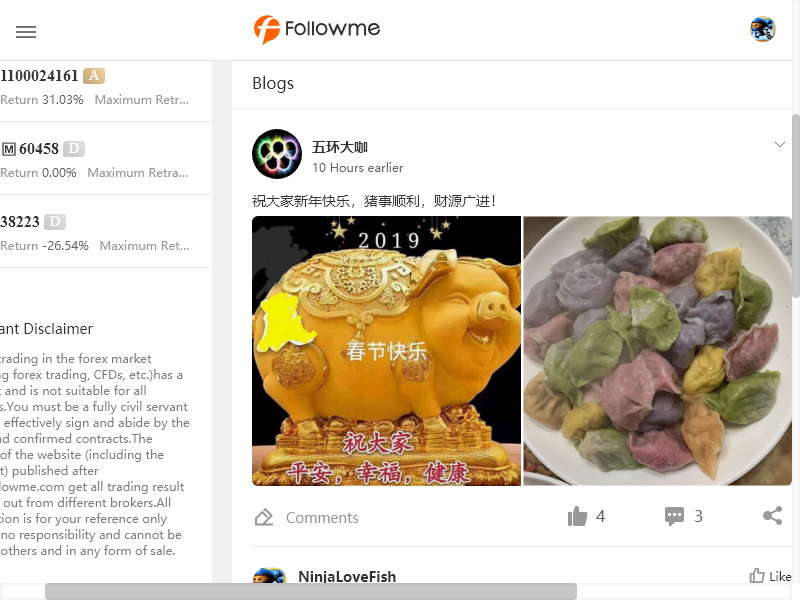 Followme
1100024161 A
Return 31.03% Maximum Retr...
M 60458 D
Return 0.00% Maximum Retra...
38223 D
Return -26.54% Maximum Ret...
ant Disclaimer
trading in the forex market
g forex trading, CFDs, etc.)has a
and is not suitable for all
s.You must be a fully civil servant
effectively sign and abide by the
nd confirmed contracts.The
of the website (including the
t) published after
lowme.com get all trading result
out from different brokers.All
tion is for your reference only
no responsibility and cannot be
others and in any form of sale.
Blogs
五环大咖
10 Hours earlier
祝大家新年快乐，猪事顺利，财源广进！
2019
春节快乐
祝大家
平安，幸福，健康
Comments
4
3
NinjaLoveFish
Like